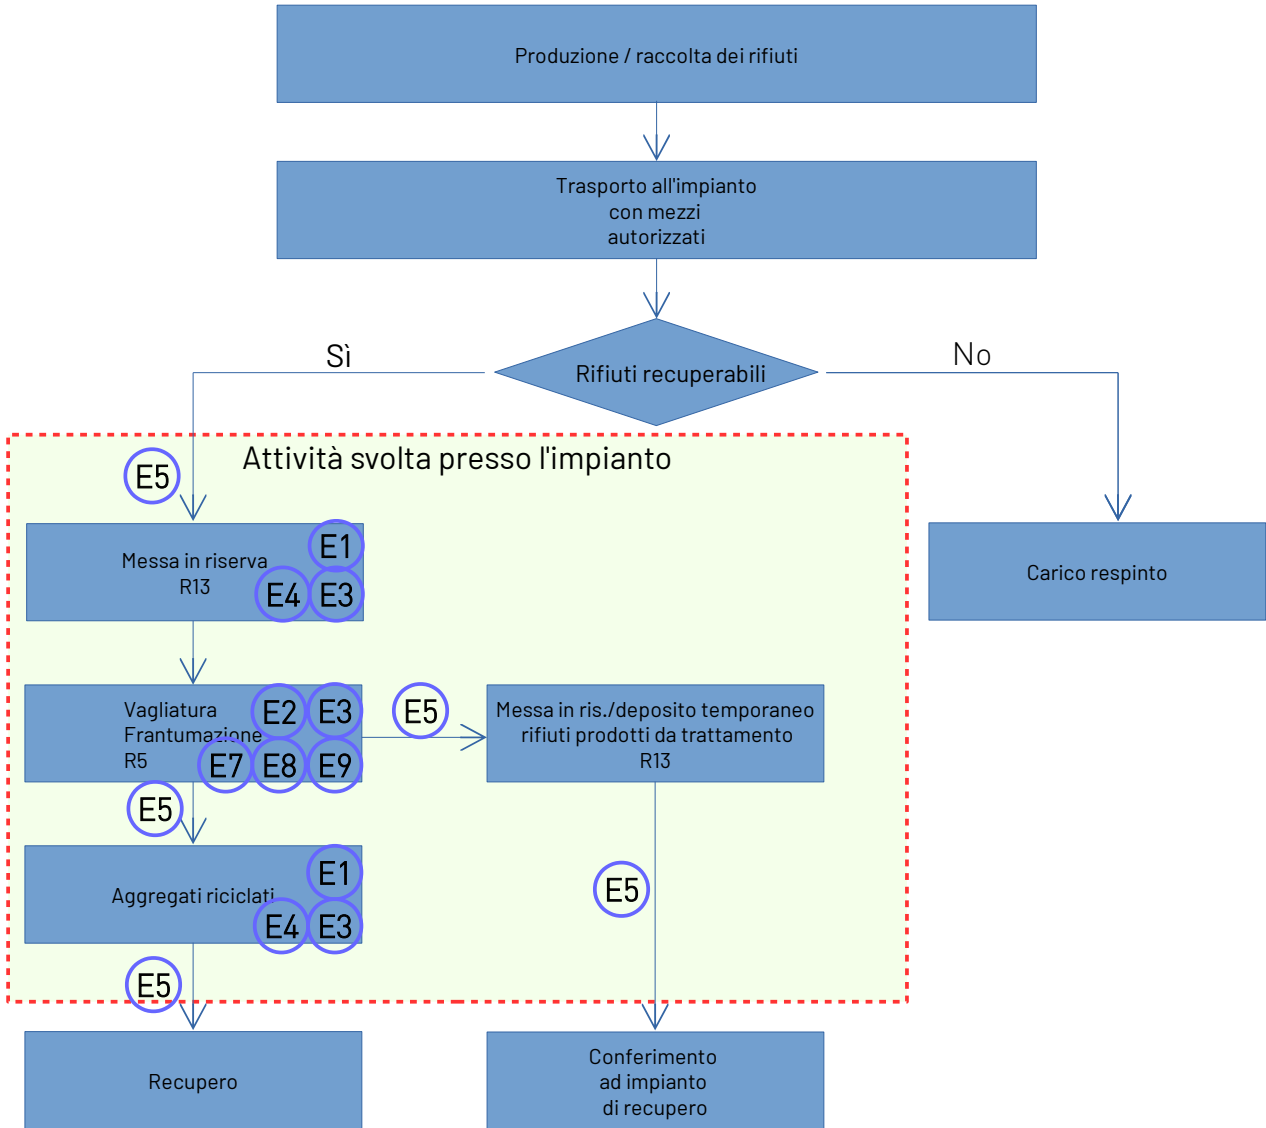 Produzione / raccolta dei rifiuti
Trasporto all'impianto
con mezzi
autorizzati
Rifiuti recuperabili
Sì
No
Attività svolta presso l'impianto
E5
Messa in riserva
R13
E1
E4
E3
Carico respinto
Vagliatura
Frantumazione
R5
E2
E3
E7
E8
E9
E5
Messa in ris./deposito temporaneo
rifiuti prodotti da trattamento
R13
E5
Aggregati riciclati
E1
E4
E3
E5
E5
Recupero
Conferimento
ad impianto
di recupero